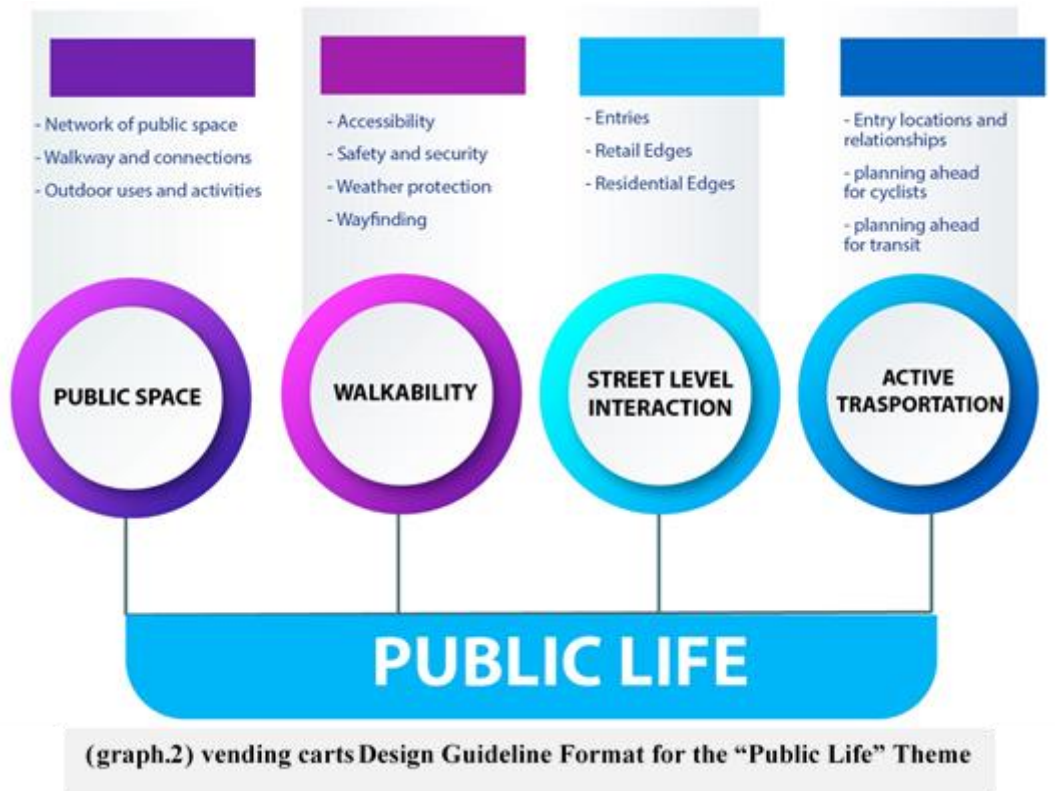 - Network of public space
- Walkway and connections
- Outdoor uses and activities
- Accessibility
- Safety and security
- Weather protection
- Wayfinding
- Entries
- Retail Edges
- Residential Edges
- Entry locations and
relationships
- planning ahead
for cyclists
- planning ahead
for transit
PUBLIC SPACE
WALKABILITY
STREET LEVEL
INTERACTION
ACTIVE
TRASPORTATION
PUBLIC LIFE
(graph.2) vending carts Design Guideline Format for the “Public Life” Theme